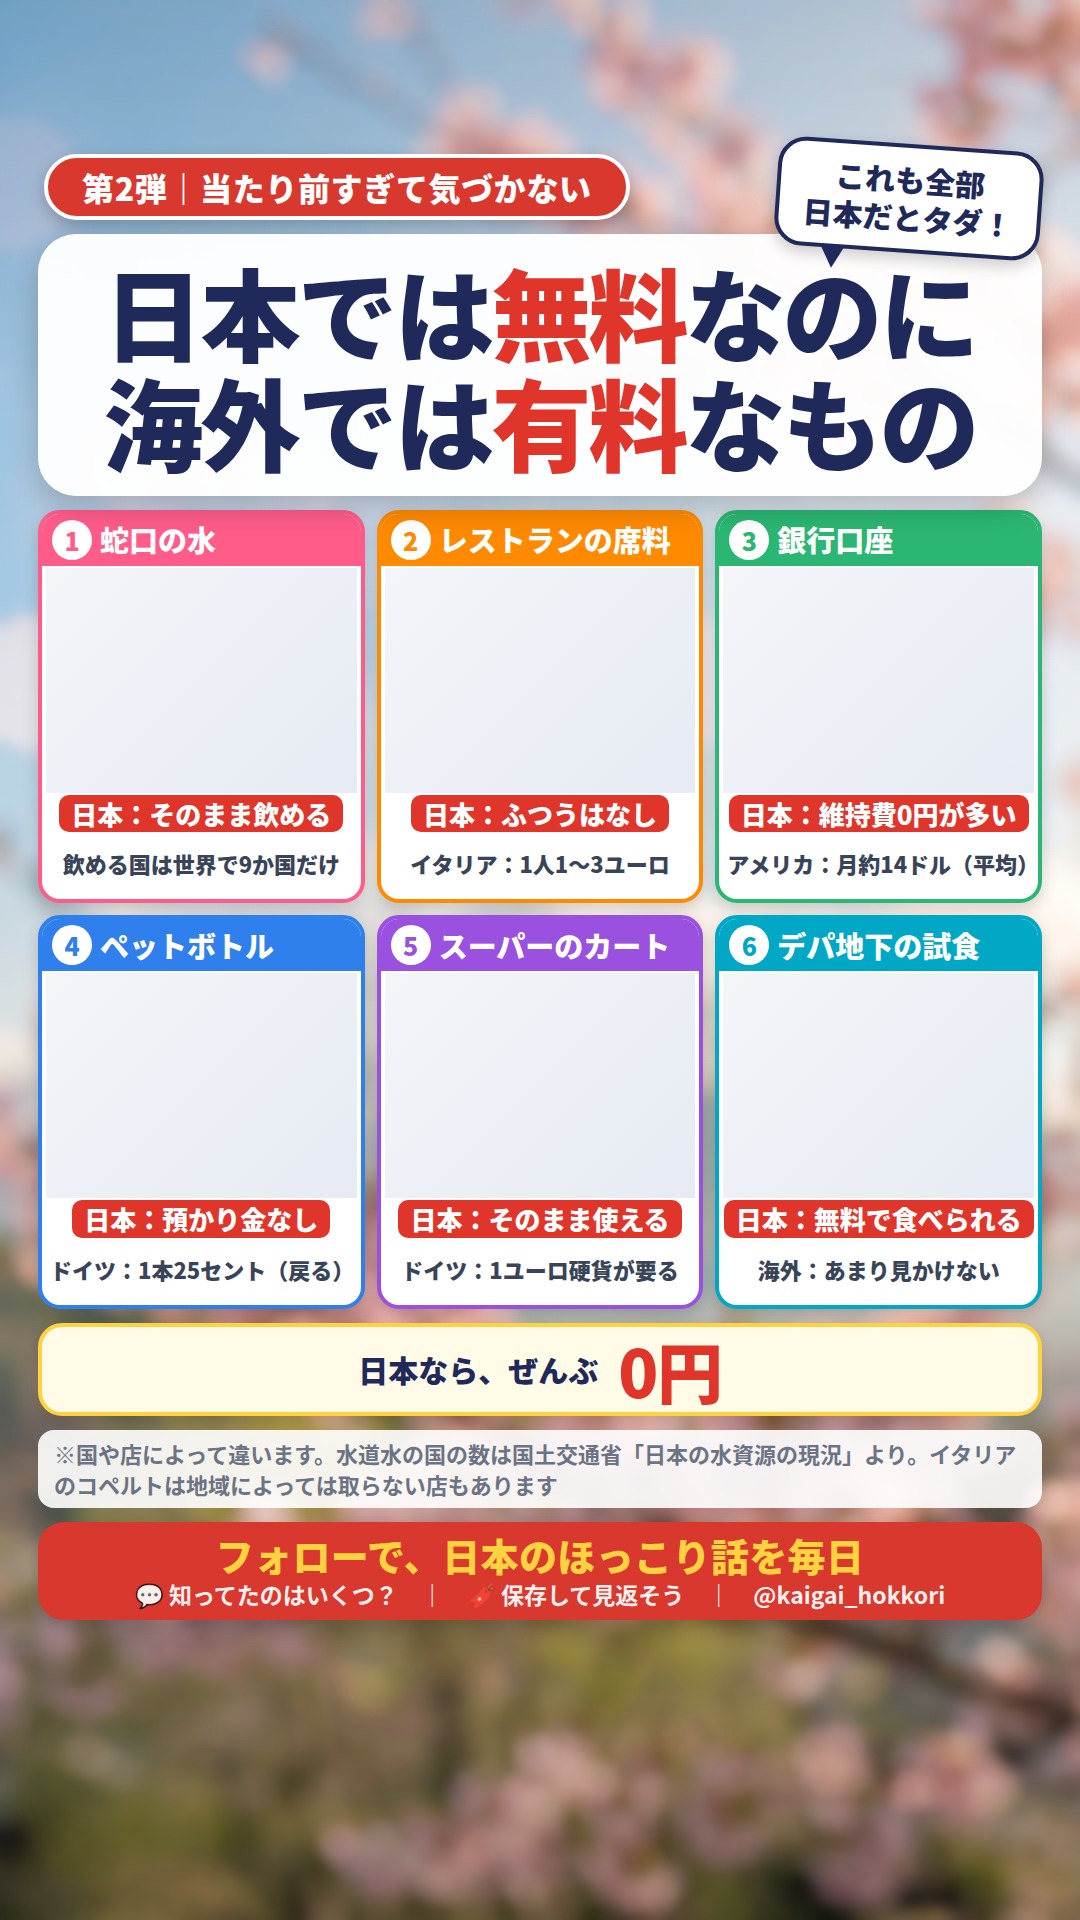 第2弾｜当たり前すぎて気づかない
これも全部
日本だとタダ！
日本では無料なのに
海外では有料なもの
1 蛇口の水
日本：そのまま飲める
飲める国は世界で9か国だけ
2 レストランの席料
日本：ふつうはなし
イタリア：1人1〜3ユーロ
3 銀行口座
日本：維持費0円が多い
アメリカ：月約14ドル（平均）
4 ペットボトル
日本：預かり金なし
ドイツ：1本25セント（戻る）
5 スーパーのカート
日本：そのまま使える
ドイツ：1ユーロ硬貨が要る
6 デパ地下の試食
日本：無料で食べられる
海外：あまり見かけない
日本なら、ぜんぶ 0円
※国や店によって違います。水道水の国の数は国土交通省「日本の水資源の現況」より。イタリア
のコペルトは地域によっては取らない店もあります
フォローで、日本のほっこり話を毎日
💬 知ってたのはいくつ？ ｜ 🔖 保存して見返そう ｜ @kaigai_hokkori